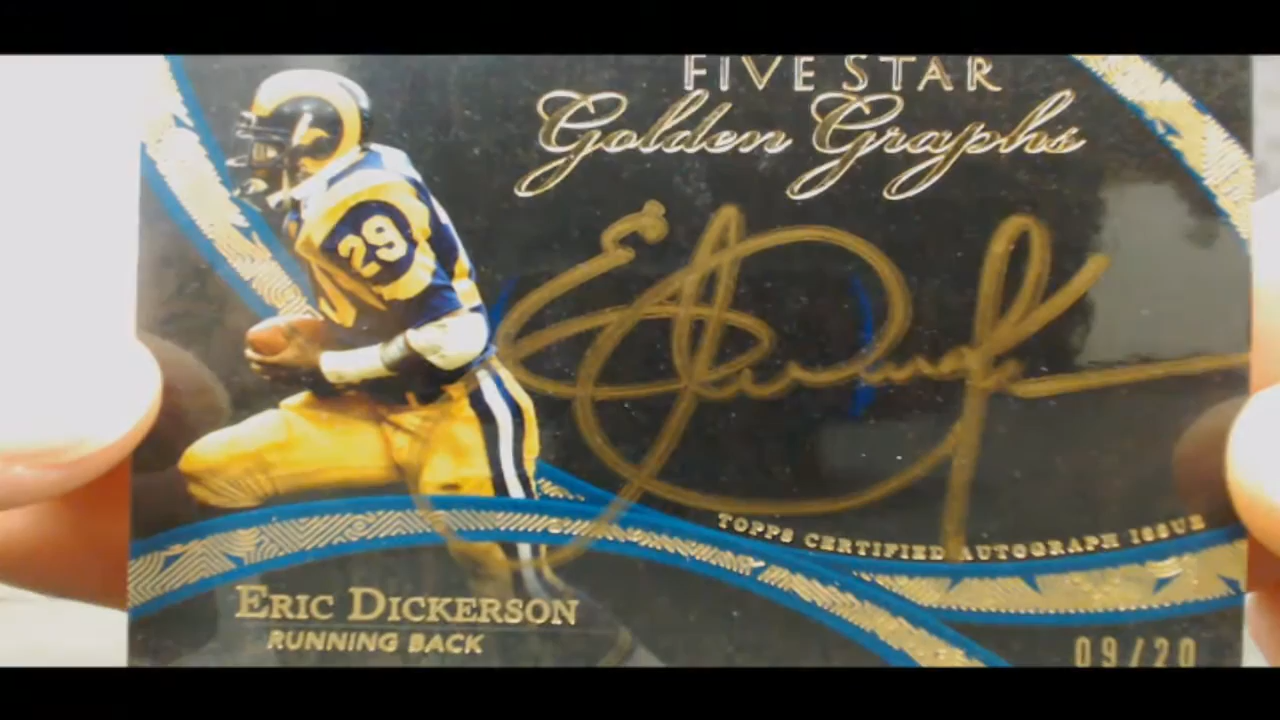 FIVE STAR
Golden Graphs
29
TOPPS CERTIFIED AUTOGRAPH ISSUE
ERIC DICKERSON
RUNNING BACK
09/20